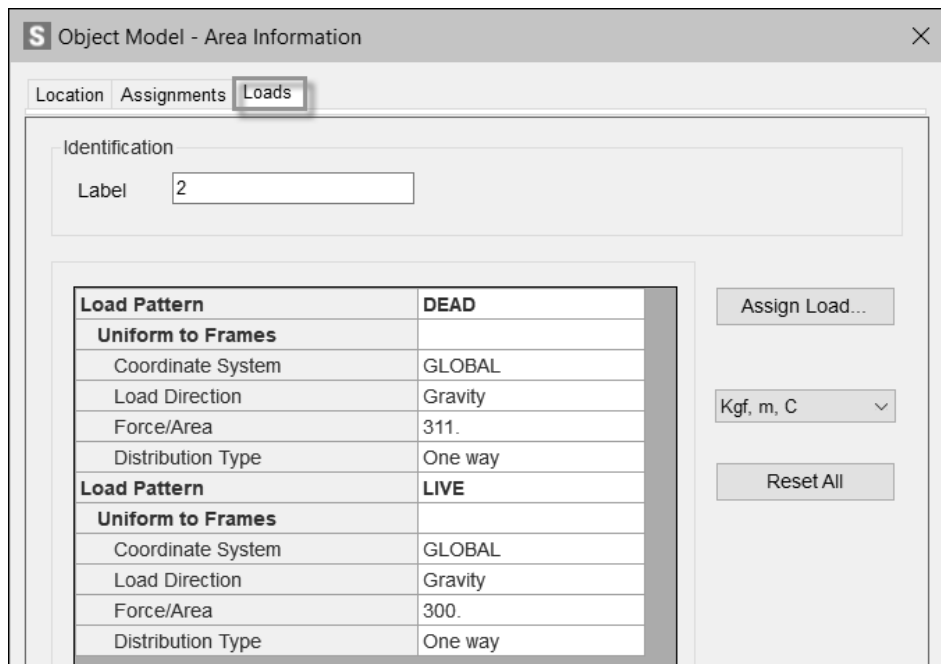 S Object Model - Area Information
Location Assignments Loads
Identification
Label 2
Load Pattern DEAD
Uniform to Frames
Coordinate System GLOBAL
Load Direction Gravity
Force/Area 311.
Distribution Type One way
Load Pattern LIVE
Uniform to Frames
Coordinate System GLOBAL
Load Direction Gravity
Force/Area 300.
Distribution Type One way
Assign Load...
Kgf, m, C
Reset All